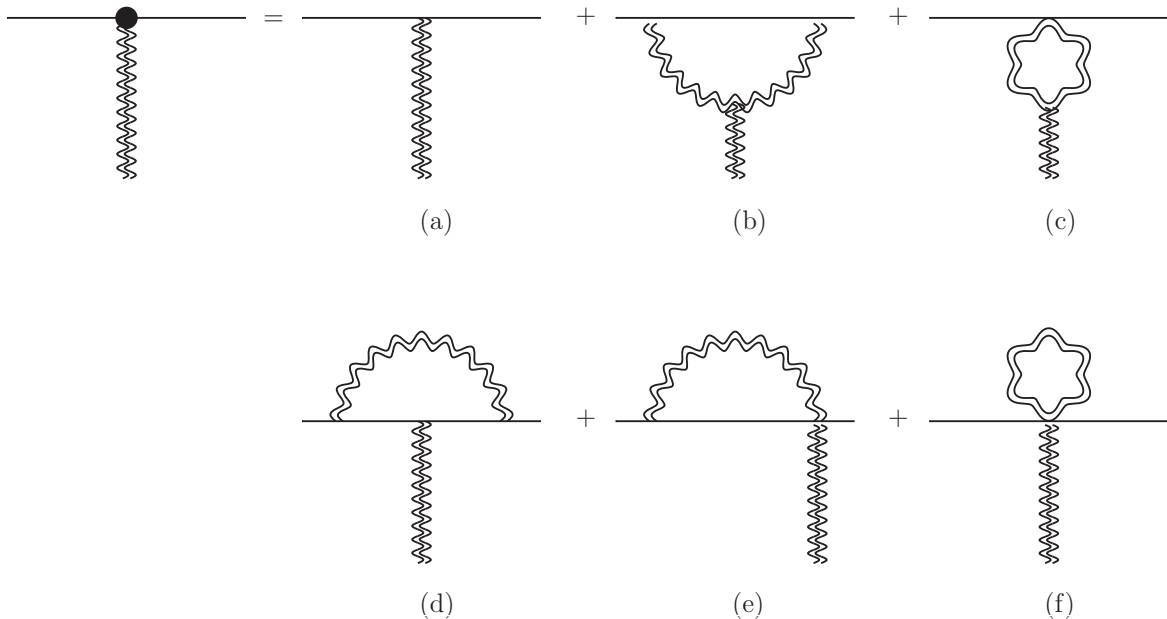 = + +
(a) (b) (c)
+ +
(d) (e) (f)